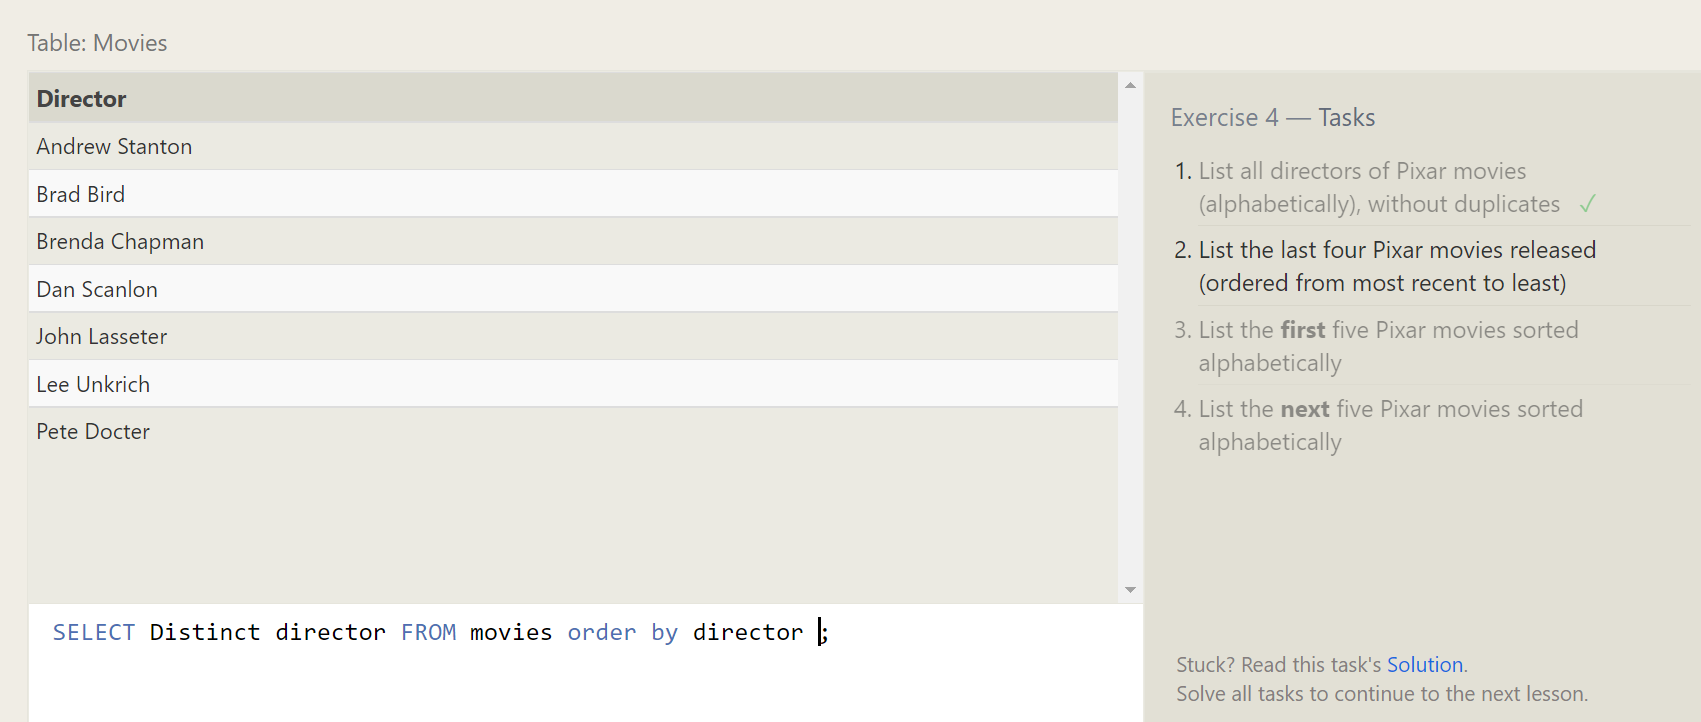 Table: Movies
Director
Andrew Stanton
Brad Bird
Brenda Chapman
Dan Scanlon
John Lasseter
Lee Unkrich
Pete Docter
SELECT Distinct director FROM movies order by director ;
Exercise 4 — Tasks
1. List all directors of Pixar movies
(alphabetically), without duplicates ✓
2. List the last four Pixar movies released
(ordered from most recent to least)
3. List the first five Pixar movies sorted
alphabetically
4. List the next five Pixar movies sorted
alphabetically
Stuck? Read this task's Solution.
Solve all tasks to continue to the next lesson.